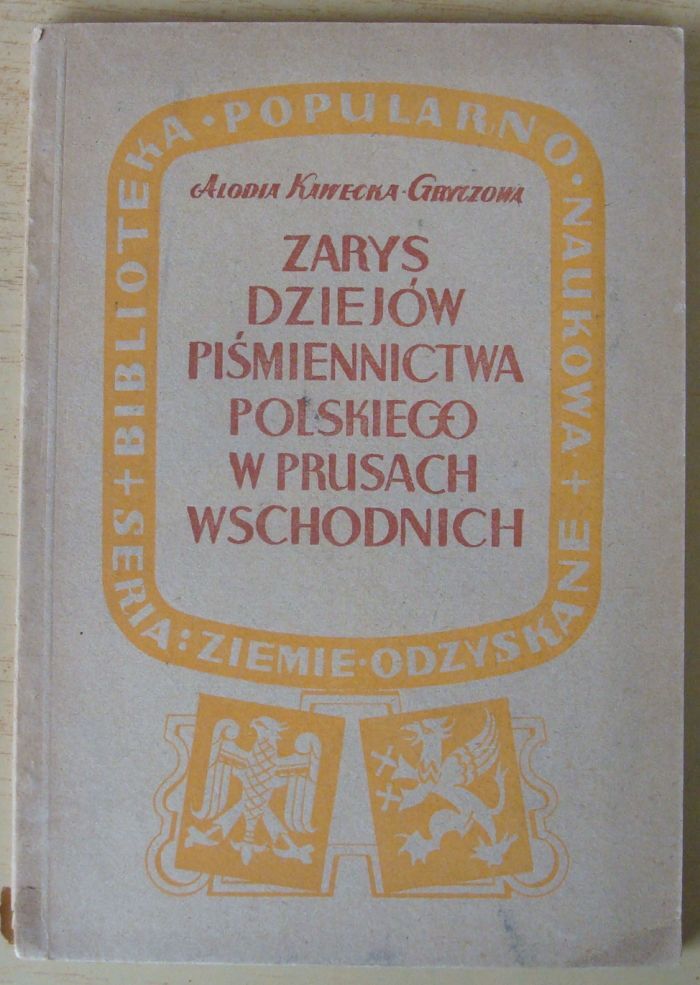 BIBLIOTEKA · POPULARNO · NAUKOWA +
SERIA: ZIEMIE · ODZYSKANE +
ALODIA KAWECKA-GRYCZOWA
ZARYS
DZIEJÓW
PIŚMIENNICTWA
POLSKIEGO
W PRUSACH
WSCHODNICH